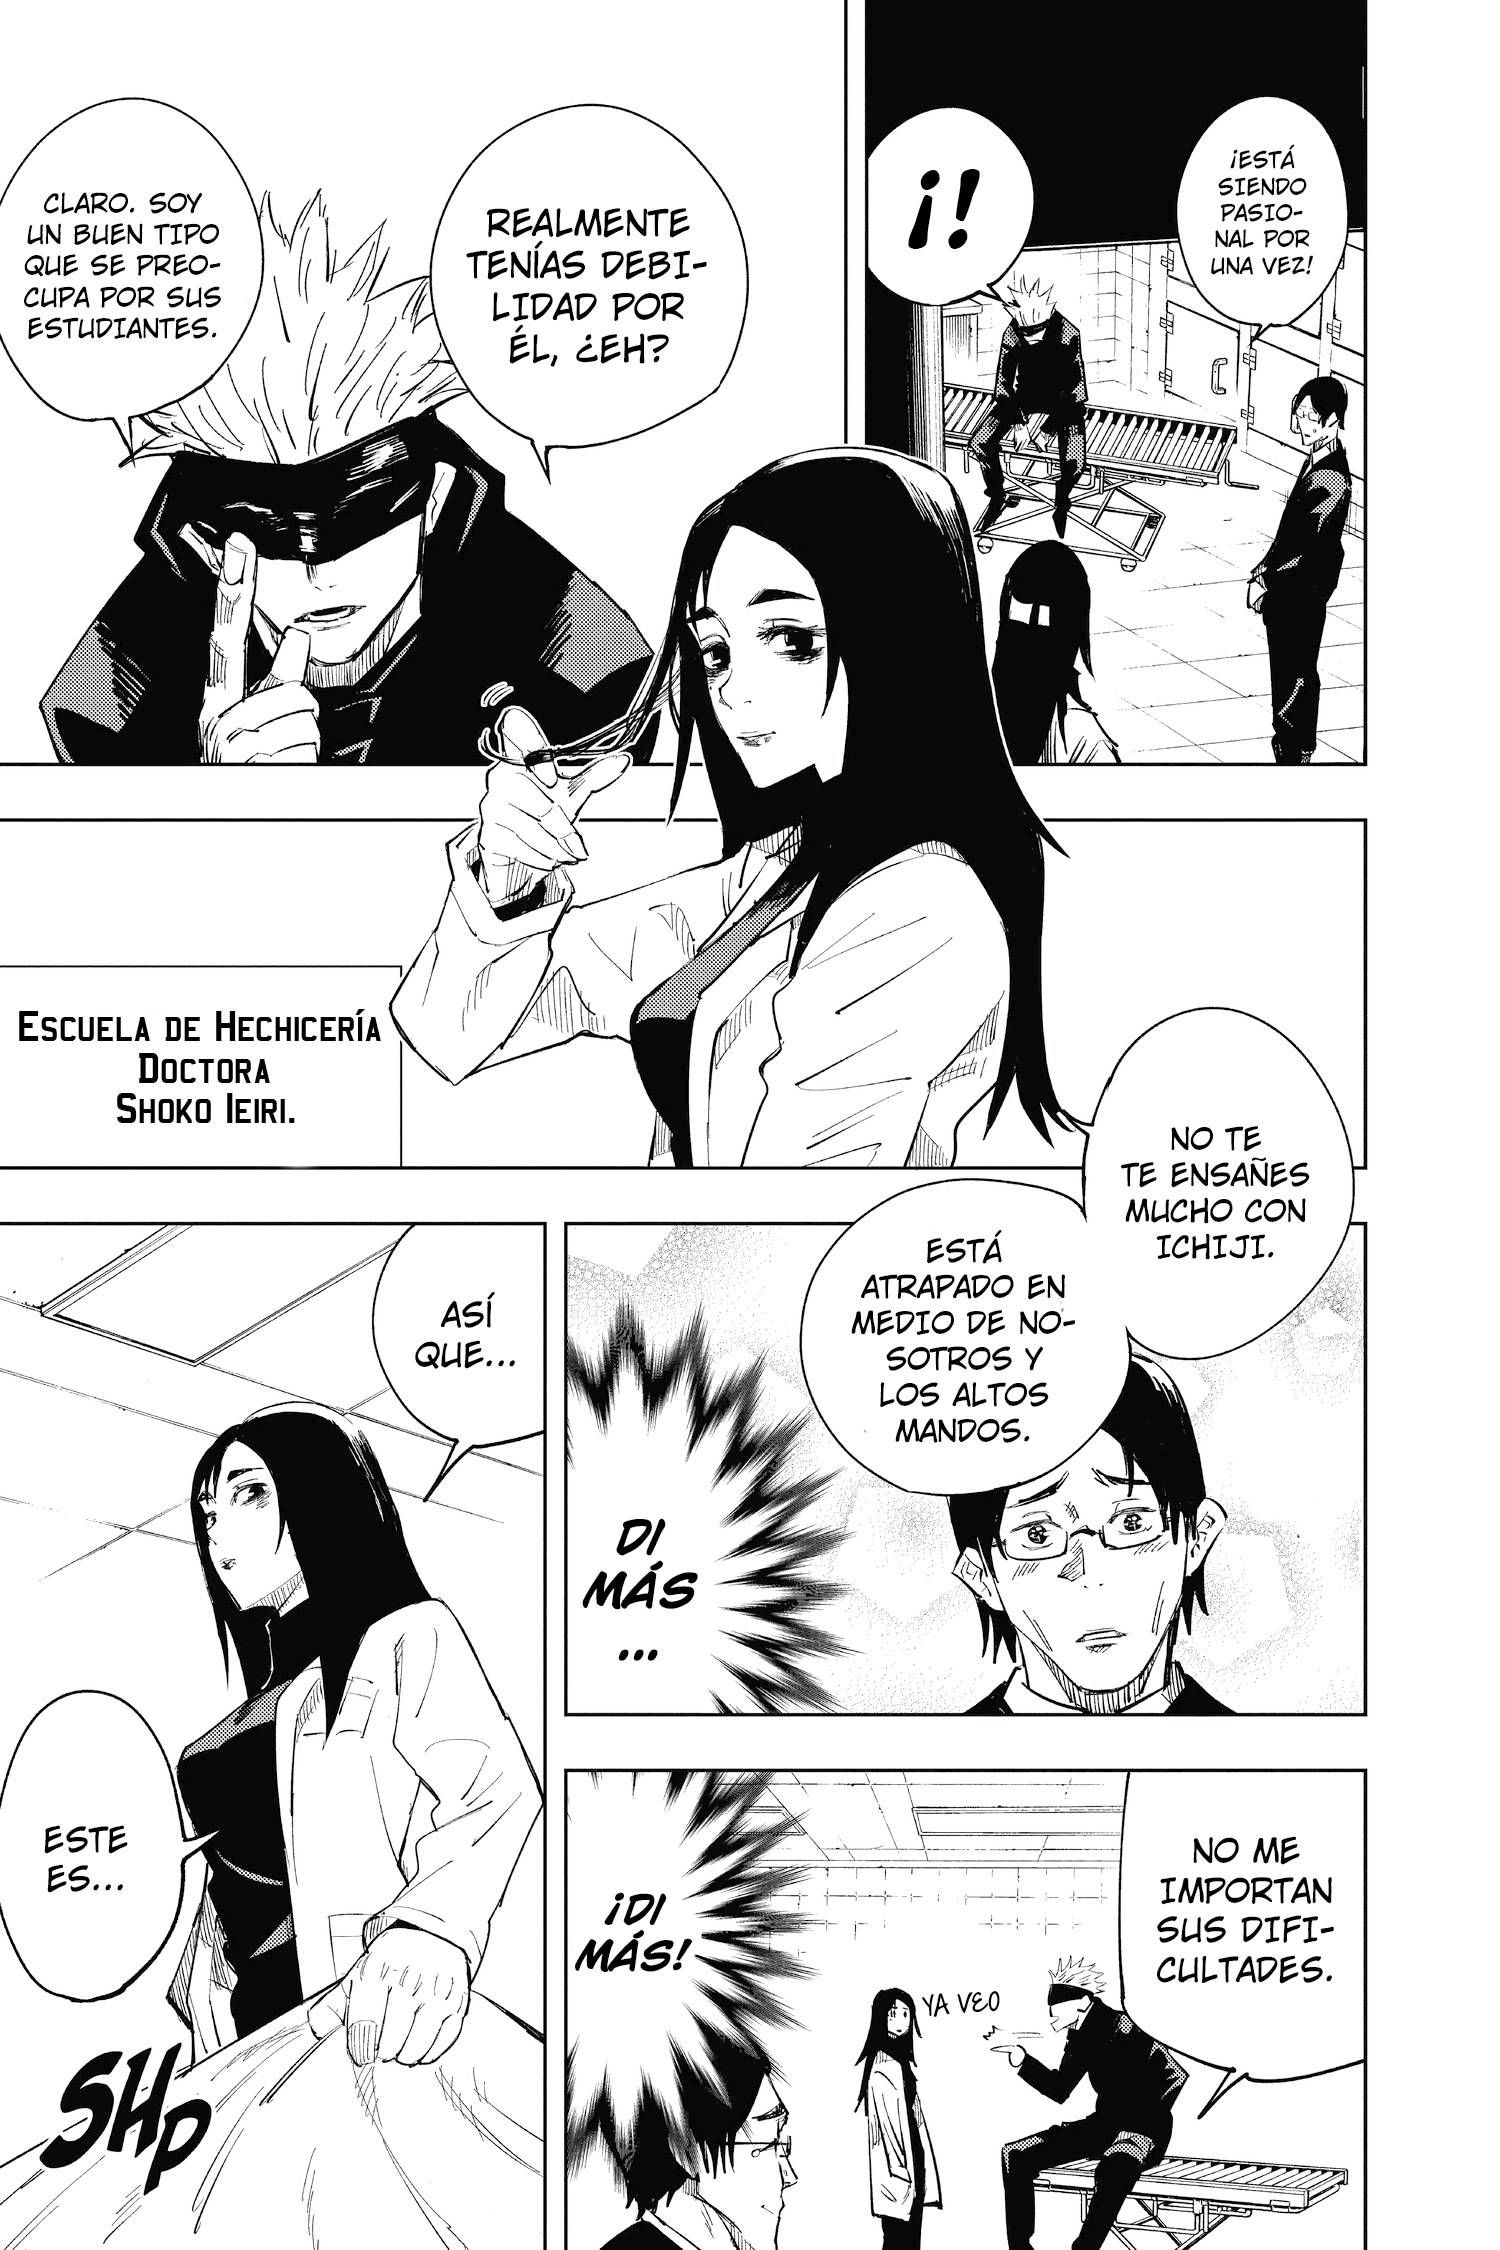 ¡ESTÁ
SIENDO
PASIO-
NAL POR
UNA VEZ!
¡!
REALMENTE
TENÍAS DEBI-
LIDAD POR
ÉL, ¿EH?
CLARO. SOY
UN BUEN TIPO
QUE SE PREO-
CUPA POR SUS
ESTUDIANTES.
ESCUELA DE HECHICERÍA
DOCTORA
SHOKO IEIRI.
NO TE
TE ENSAÑES
MUCHO CON
ICHIJI.
ESTÁ
ATRAPADO EN
MEDIO DE NO-
SOTROS Y
LOS ALTOS
MANDOS.
DI
MÁS
...
NO ME
IMPORTAN
SUS DIFI-
CULTADES.
YA VEO
¡DI
MÁS!
ASÍ
QUE...
ESTE
ES...
SHP